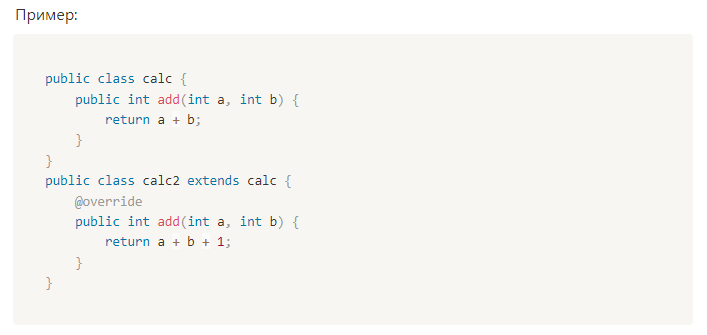 Пример:
public class calc {
    public int add(int a, int b) {
        return a + b;
    }
}
public class calc2 extends calc {
    @override
    public int add(int a, int b) {
        return a + b + 1;
    }
}